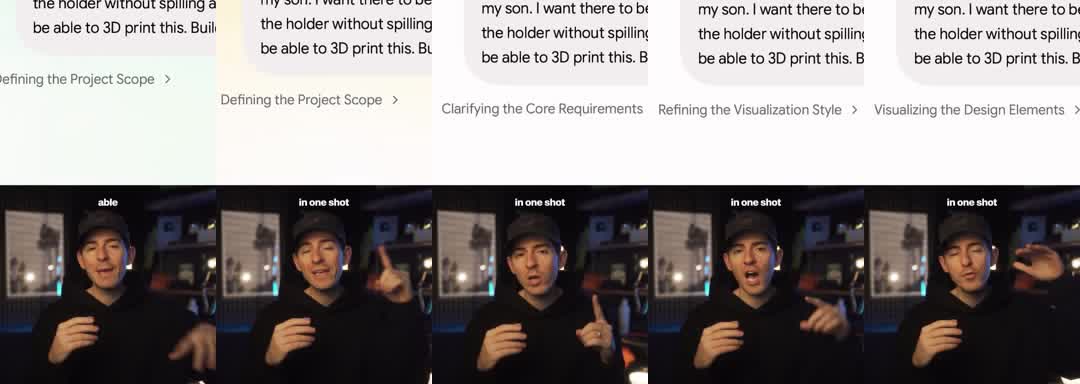 the holder without spilling a
be able to 3D print this. Buil
Defining the Project Scope >
able
my son. I want there to be
the holder without spilling
be able to 3D print this. Bu
Defining the Project Scope >
in one shot
my son. I want there to be
the holder without spilling
be able to 3D print this. B
Clarifying the Core Requirements
in one shot
my son. I want there to be
the holder without spilling
be able to 3D print this. B
Refining the Visualization Style >
in one shot
my son. I want there to be
the holder without spilling
be able to 3D print this. B
Visualizing the Design Elements >
in one shot